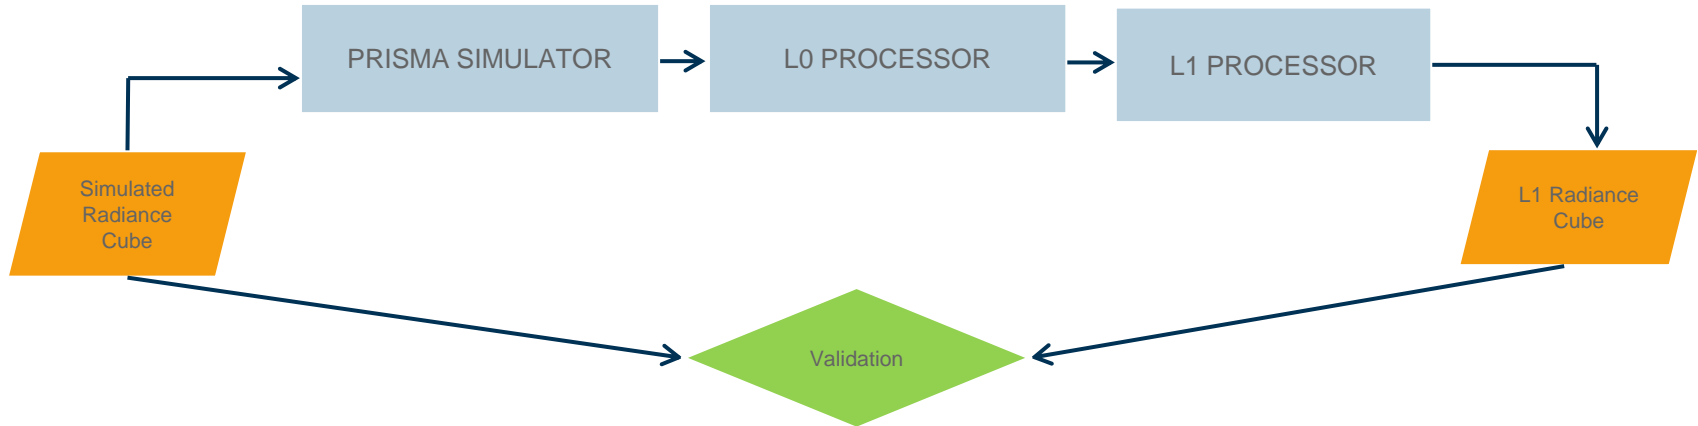 PRISMA SIMULATOR
L0 PROCESSOR
L1 PROCESSOR
Simulated
Radiance
Cube
L1 Radiance
Cube
Validation